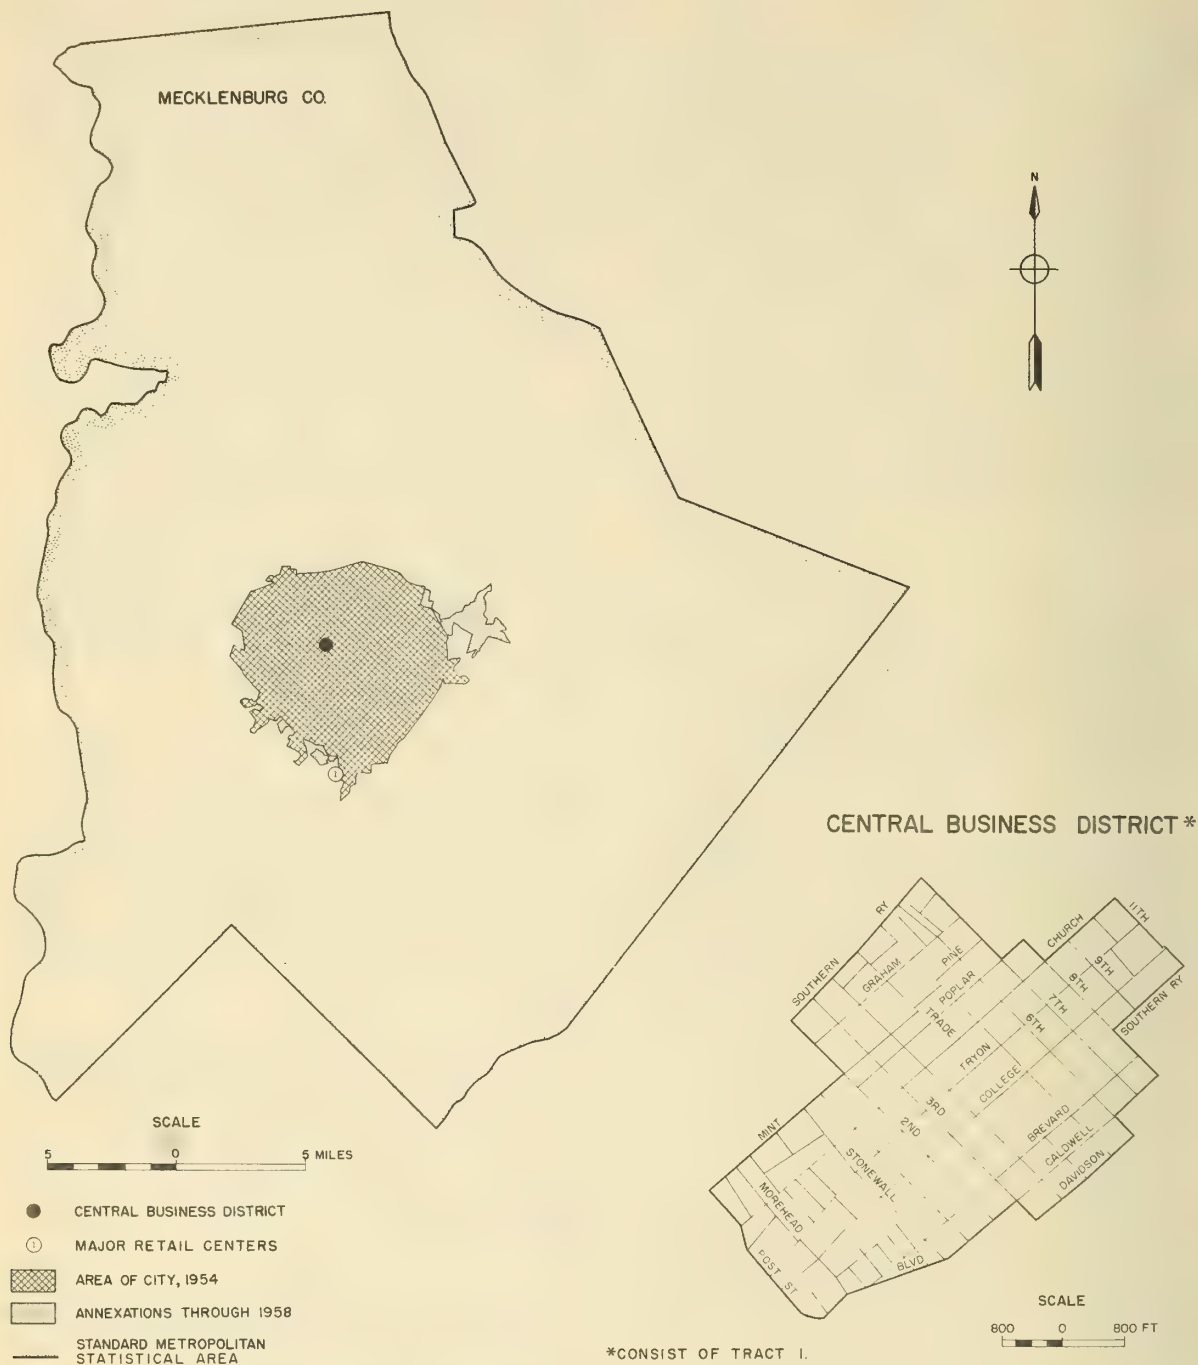 MECKLENBURG CO.
N
1
CENTRAL BUSINESS DISTRICT*
SOUTHERN RY
GRAHAM
PINE
POPLAR
TRADE
CHURCH
11TH
9TH
8TH
7TH
6TH
SOUTHERN RY
TRYON
COLLEGE
3RD
2ND
BREVARD
CALDWELL
DAVIDSON
MINT
STONEWALL
MOREHEAD
POST ST
BLVD
SCALE
5 0 5 MILES
CENTRAL BUSINESS DISTRICT
1 MAJOR RETAIL CENTERS
AREA OF CITY, 1954
ANNEXATIONS THROUGH 1958
STANDARD METROPOLITAN
STATISTICAL AREA
SCALE
800 0 800 FT
*CONSIST OF TRACT 1.